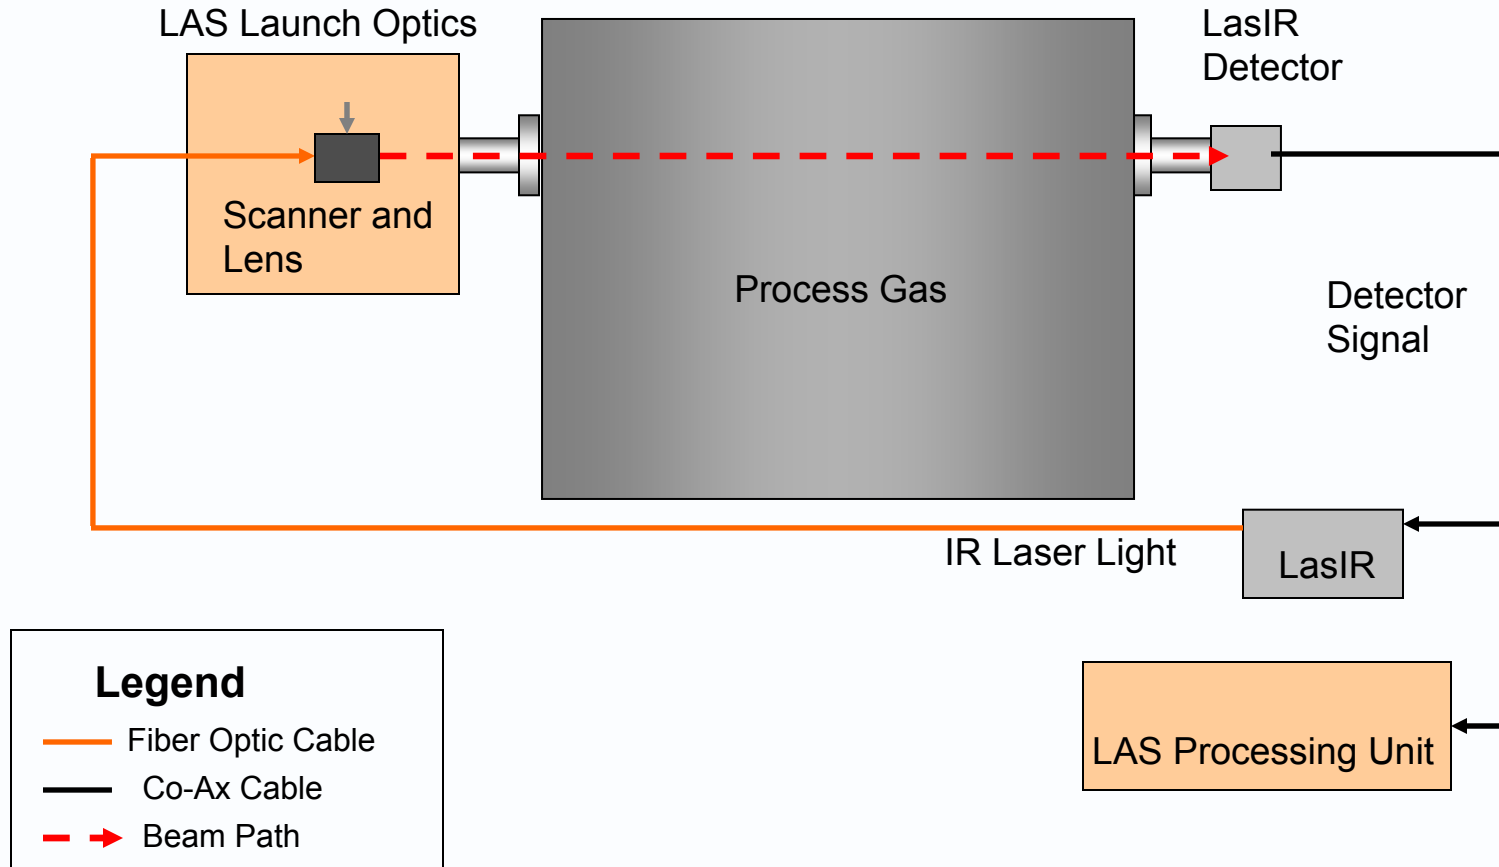 LAS Launch Optics
LasIR
Detector
Scanner and
Lens
Process Gas
Detector
Signal
IR Laser Light
LasIR
Legend
Fiber Optic Cable
Co-Ax Cable
Beam Path
LAS Processing Unit